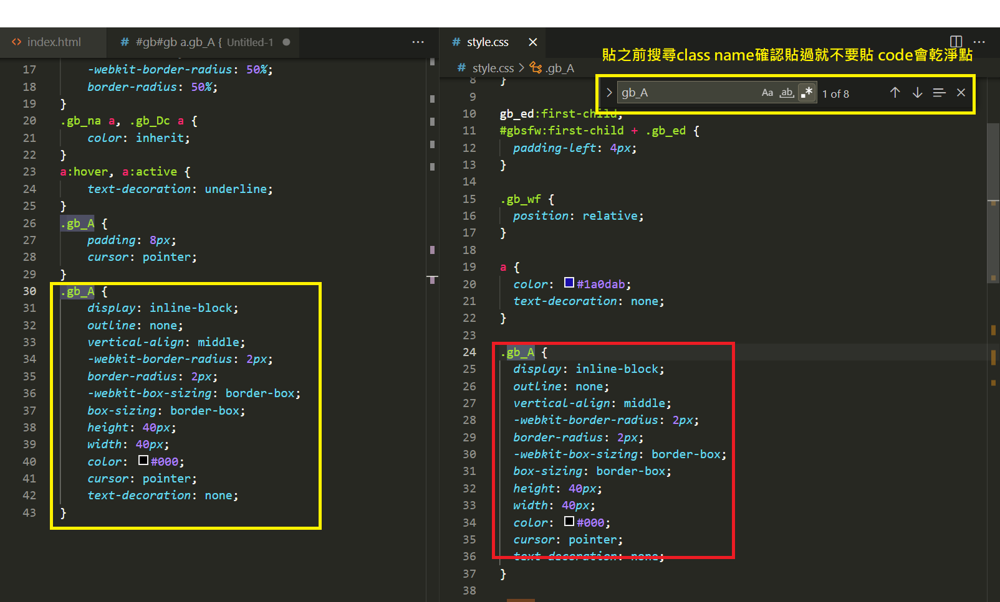 index.html
#gb#gb a.gb_A { Untitled-1
style.css
貼之前搜尋class name確認貼過就不要貼 code會乾淨點
style.css > .gb_A
gb_A
Aa
ab
.*
1 of 8
17 -webkit-border-radius: 50%;
18 border-radius: 50%;
19 }
20 .gb_na a, .gb_Dc a {
21 color: inherit;
22 }
23 a:hover, a:active {
24 text-decoration: underline;
25 }
26 .gb_A {
27 padding: 8px;
28 cursor: pointer;
29 }
30 .gb_A {
31 display: inline-block;
32 outline: none;
33 vertical-align: middle;
34 -webkit-border-radius: 2px;
35 border-radius: 2px;
36 -webkit-box-sizing: border-box;
37 box-sizing: border-box;
38 height: 40px;
39 width: 40px;
40 color: #000;
41 cursor: pointer;
42 text-decoration: none;
43 }
8 }
9
10 gb_ed:first-child,
11 #gbsfw:first-child + .gb_ed {
12 padding-left: 4px;
13 }
14
15 .gb_wf {
16 position: relative;
17 }
18
19 a {
20 color: #1a0dab;
21 text-decoration: none;
22 }
23
24 .gb_A {
25 display: inline-block;
26 outline: none;
27 vertical-align: middle;
28 -webkit-border-radius: 2px;
29 border-radius: 2px;
30 -webkit-box-sizing: border-box;
31 box-sizing: border-box;
32 height: 40px;
33 width: 40px;
34 color: #000;
35 cursor: pointer;
36 text-decoration: none;
37 }
38